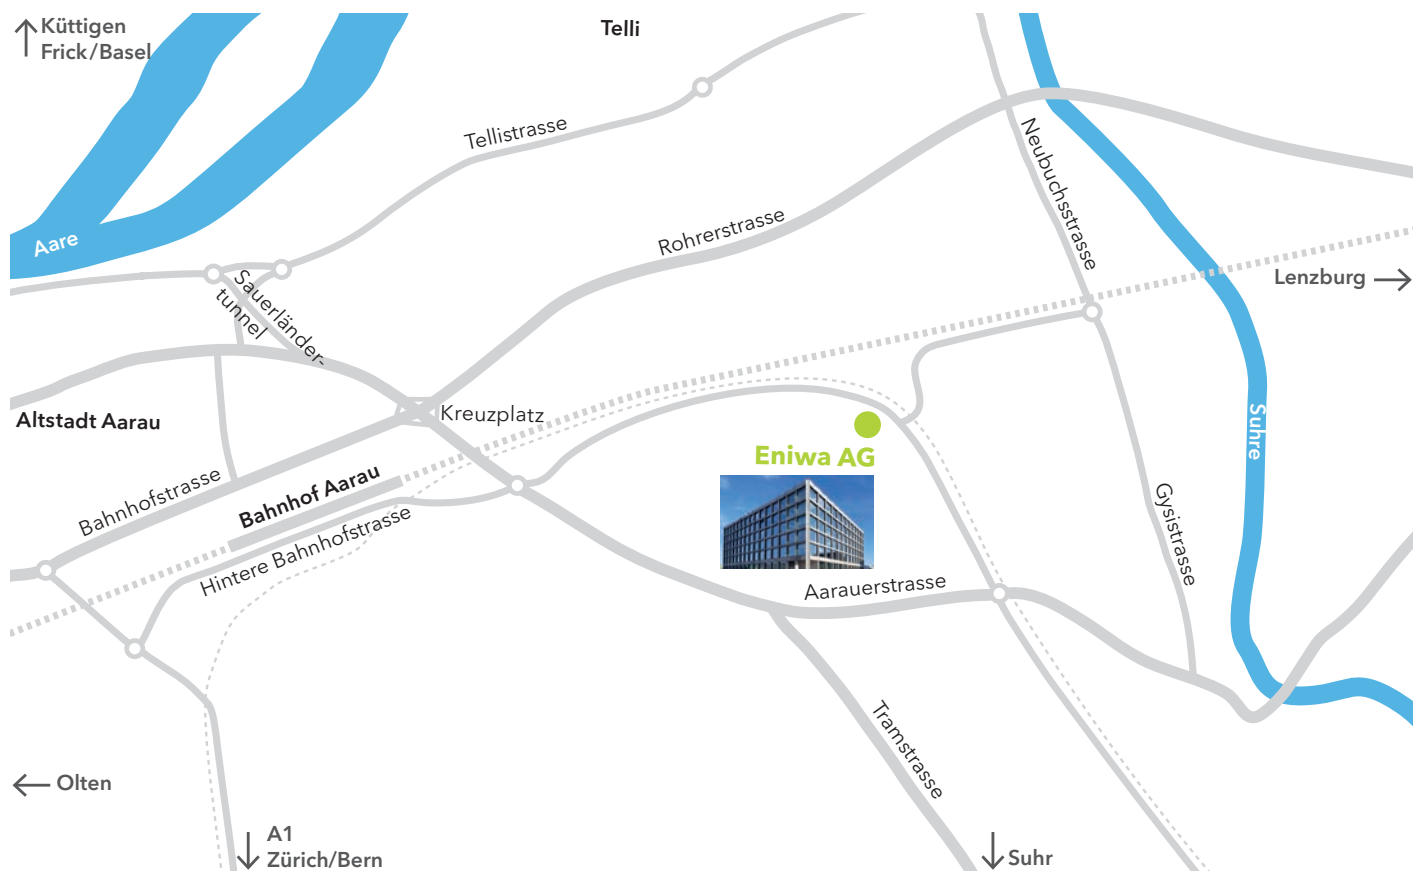 Küttigen
Frick/Basel
Telli
Tellistrasse
Neubuchsstrasse
Rohrerstrasse
Aare
Sauerländer-
tunnel
Lenzburg
Altstadt Aarau
Kreuzplatz
Suhre
Eniwa AG
Bahnhofstrasse
Bahnhof Aarau
Hintere Bahnhofstrasse
Gysistrasse
Aarauerstrasse
Tramstrasse
Olten
A1
Zürich/Bern
Suhr